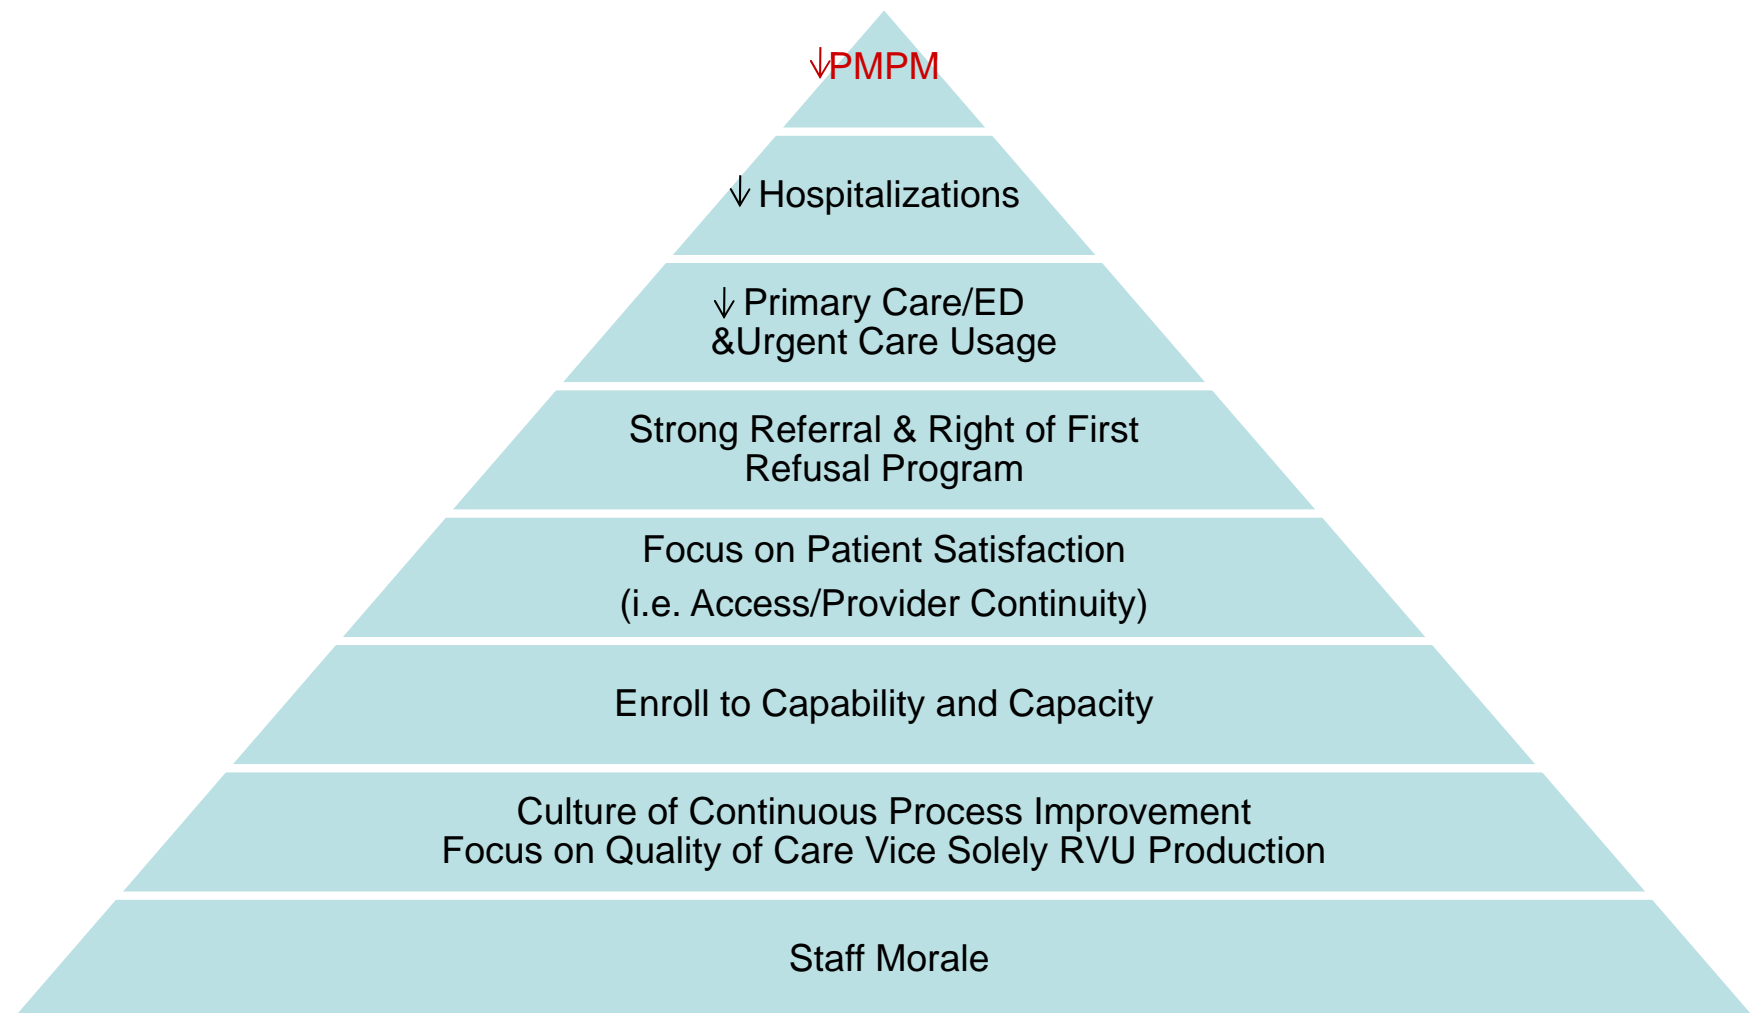 ↓PMPM
↓ Hospitalizations
↓ Primary Care/ED
&Urgent Care Usage
Strong Referral & Right of First
Refusal Program
Focus on Patient Satisfaction
(i.e. Access/Provider Continuity)
Enroll to Capability and Capacity
Culture of Continuous Process Improvement
Focus on Quality of Care Vice Solely RVU Production
Staff Morale